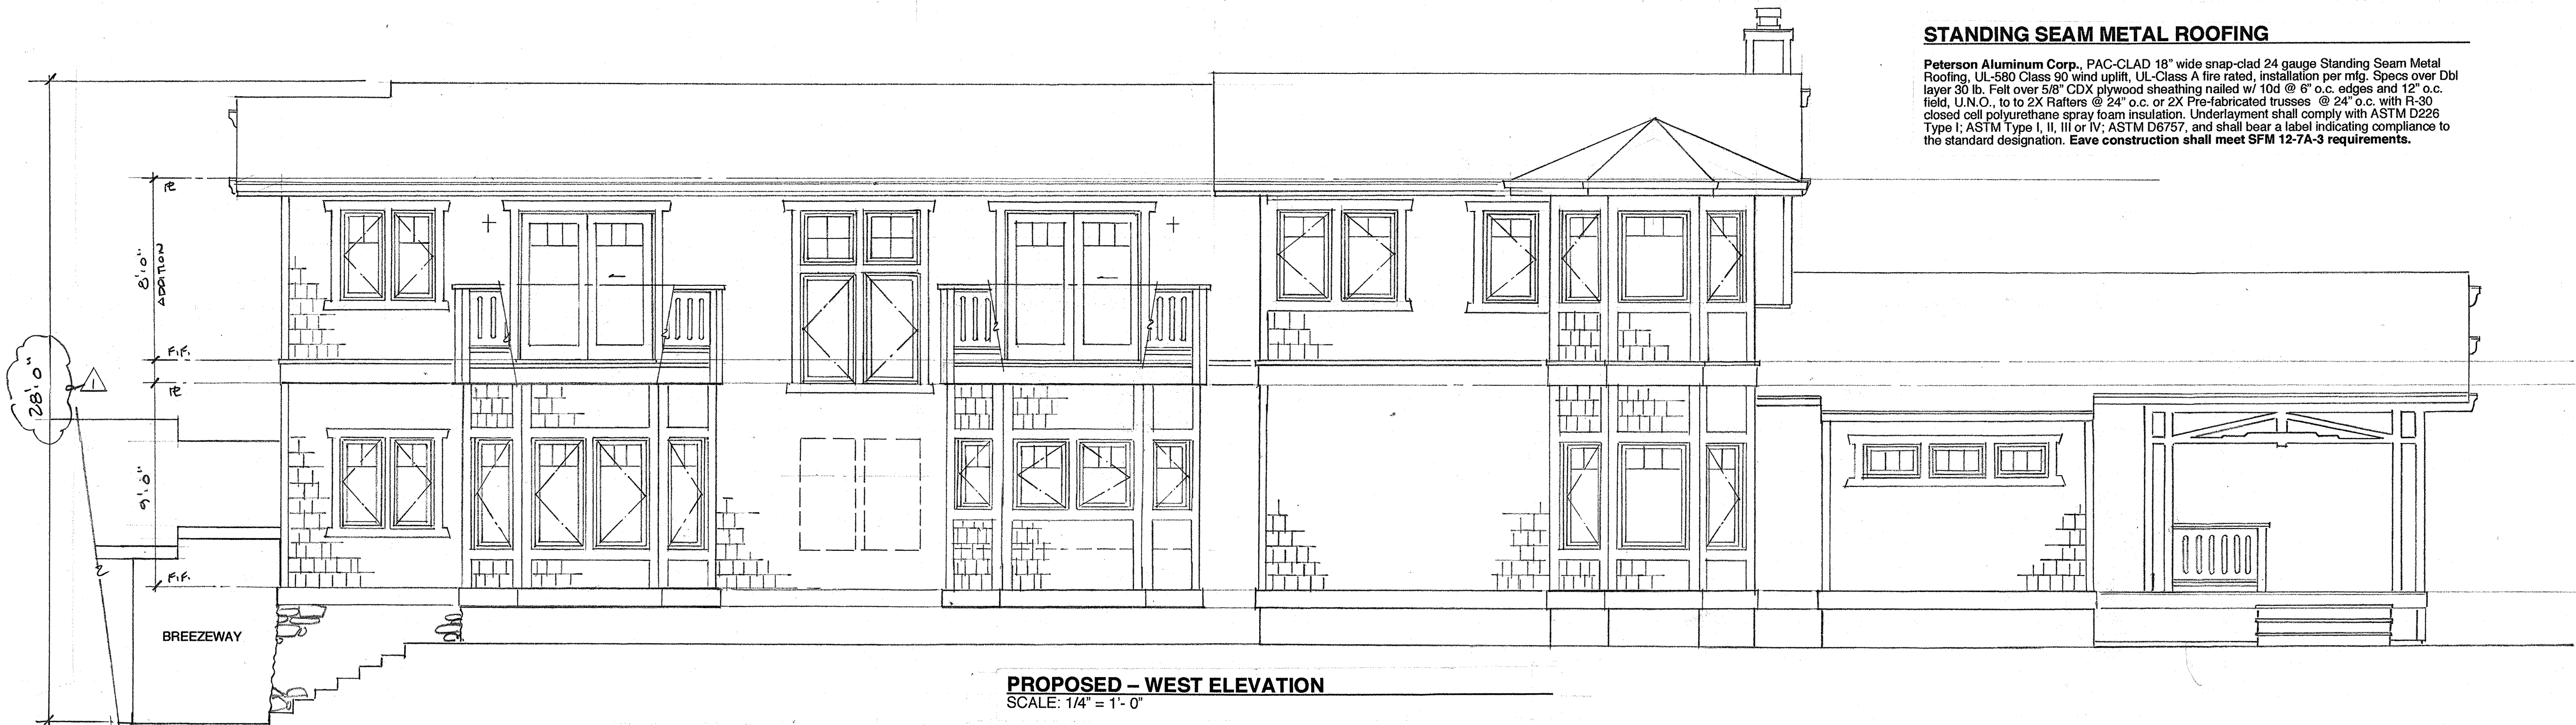 STANDING SEAM METAL ROOFING
Peterson Aluminum Corp., PAC-CLAD 18" wide snap-clad 24 gauge Standing Seam Metal
Roofing, UL-580 Class 90 wind uplift, UL-Class A fire rated, installation per mfg. Specs over Dbl
layer 30 lb. Felt over 5/8" CDX plywood sheathing nailed w/ 10d @ 6" o.c. edges and 12" o.c.
field, U.N.O., to to 2X Rafters @ 24" o.c. or 2X Pre-fabricated trusses @ 24" o.c. with R-30
closed cell polyurethane spray foam insulation. Underlayment shall comply with ASTM D226
Type I; ASTM Type I, II, III or IV; ASTM D6757, and shall bear a label indicating compliance to
the standard designation. Eave construction shall meet SFM 12-7A-3 requirements.
PL
8'-0"
ADDITION
F.F.
28'-0"
1
PL
9'-0"
F.F.
BREEZEWAY
PROPOSED – WEST ELEVATION
SCALE: 1/4" = 1'- 0"